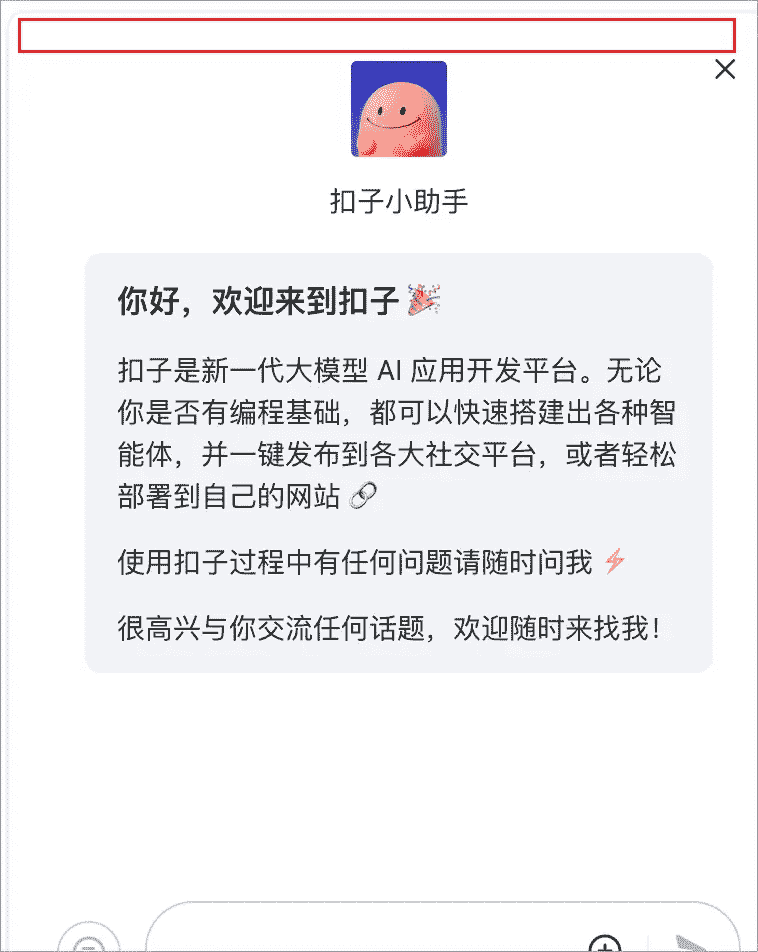 扣子小助手
你好，欢迎来到扣子 🎉
扣子是新一代大模型 AI 应用开发平台。无论
你是否有编程基础，都可以快速搭建出各种智
能体，并一键发布到各大社交平台，或者轻松
部署到自己的网站 🔗
使用扣子过程中有任何问题请随时问我 ⚡
很高兴与你交流任何话题，欢迎随时来找我！